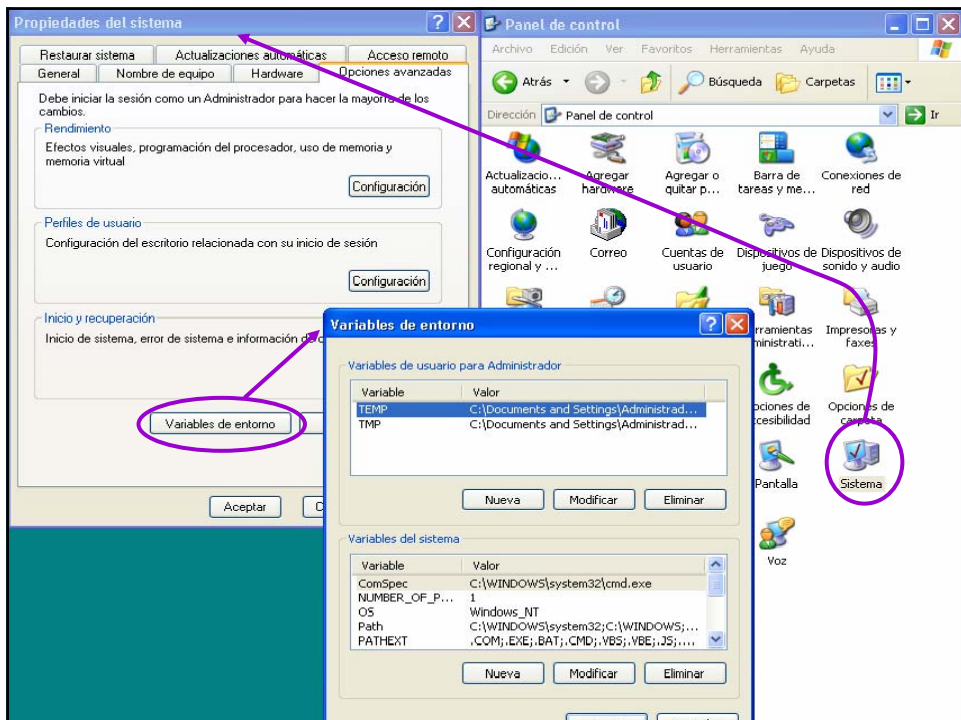 Propiedades del sistema
Restaurar sistema Actualizaciones automáticas Acceso remoto
General Nombre de equipo Hardware Opciones avanzadas
Debe iniciar la sesión como un Administrador para hacer la mayoría de los
cambios.
Rendimiento
Efectos visuales, programación del procesador, uso de memoria y
memoria virtual
Configuración
Perfiles de usuario
Configuración del escritorio relacionada con su inicio de sesión
Configuración
Inicio y recuperación
Inicio de sistema, error de sistema e información de
Variables de entorno
Aceptar C
Panel de control
Archivo Edición Ver Favoritos Herramientas Ayuda
Atrás Búsqueda Carpetas
Dirección Panel de control Ir
Actualizacio...
automáticas
Agregar
hardware
Agregar o
quitar p...
Barra de
tareas y me...
Conexiones de
red
Configuración
regional y ...
Correo
Cuentas de
usuario
Dispositivos de
juego
Dispositivos de
sonido y audio
rramientas
ministrati...
Impresoras y
faxes
pciones de
cesibilidad
Opciones de
carpeta
Pantalla
Sistema
Voz
Variables de entorno
Variables de usuario para Administrador
Variable Valor
TEMP C:\Documents and Settings\Administrad...
TMP C:\Documents and Settings\Administrad...
Nueva Modificar Eliminar
Variables del sistema
Variable Valor
ComSpec C:\WINDOWS\system32\cmd.exe
NUMBER_OF_P... 1
OS Windows_NT
Path C:\WINDOWS\system32;C:\WINDOWS;...
PATHEXT .COM;.EXE;.BAT;.CMD;.VBS;.VBE;.JS;....
Nueva Modificar Eliminar